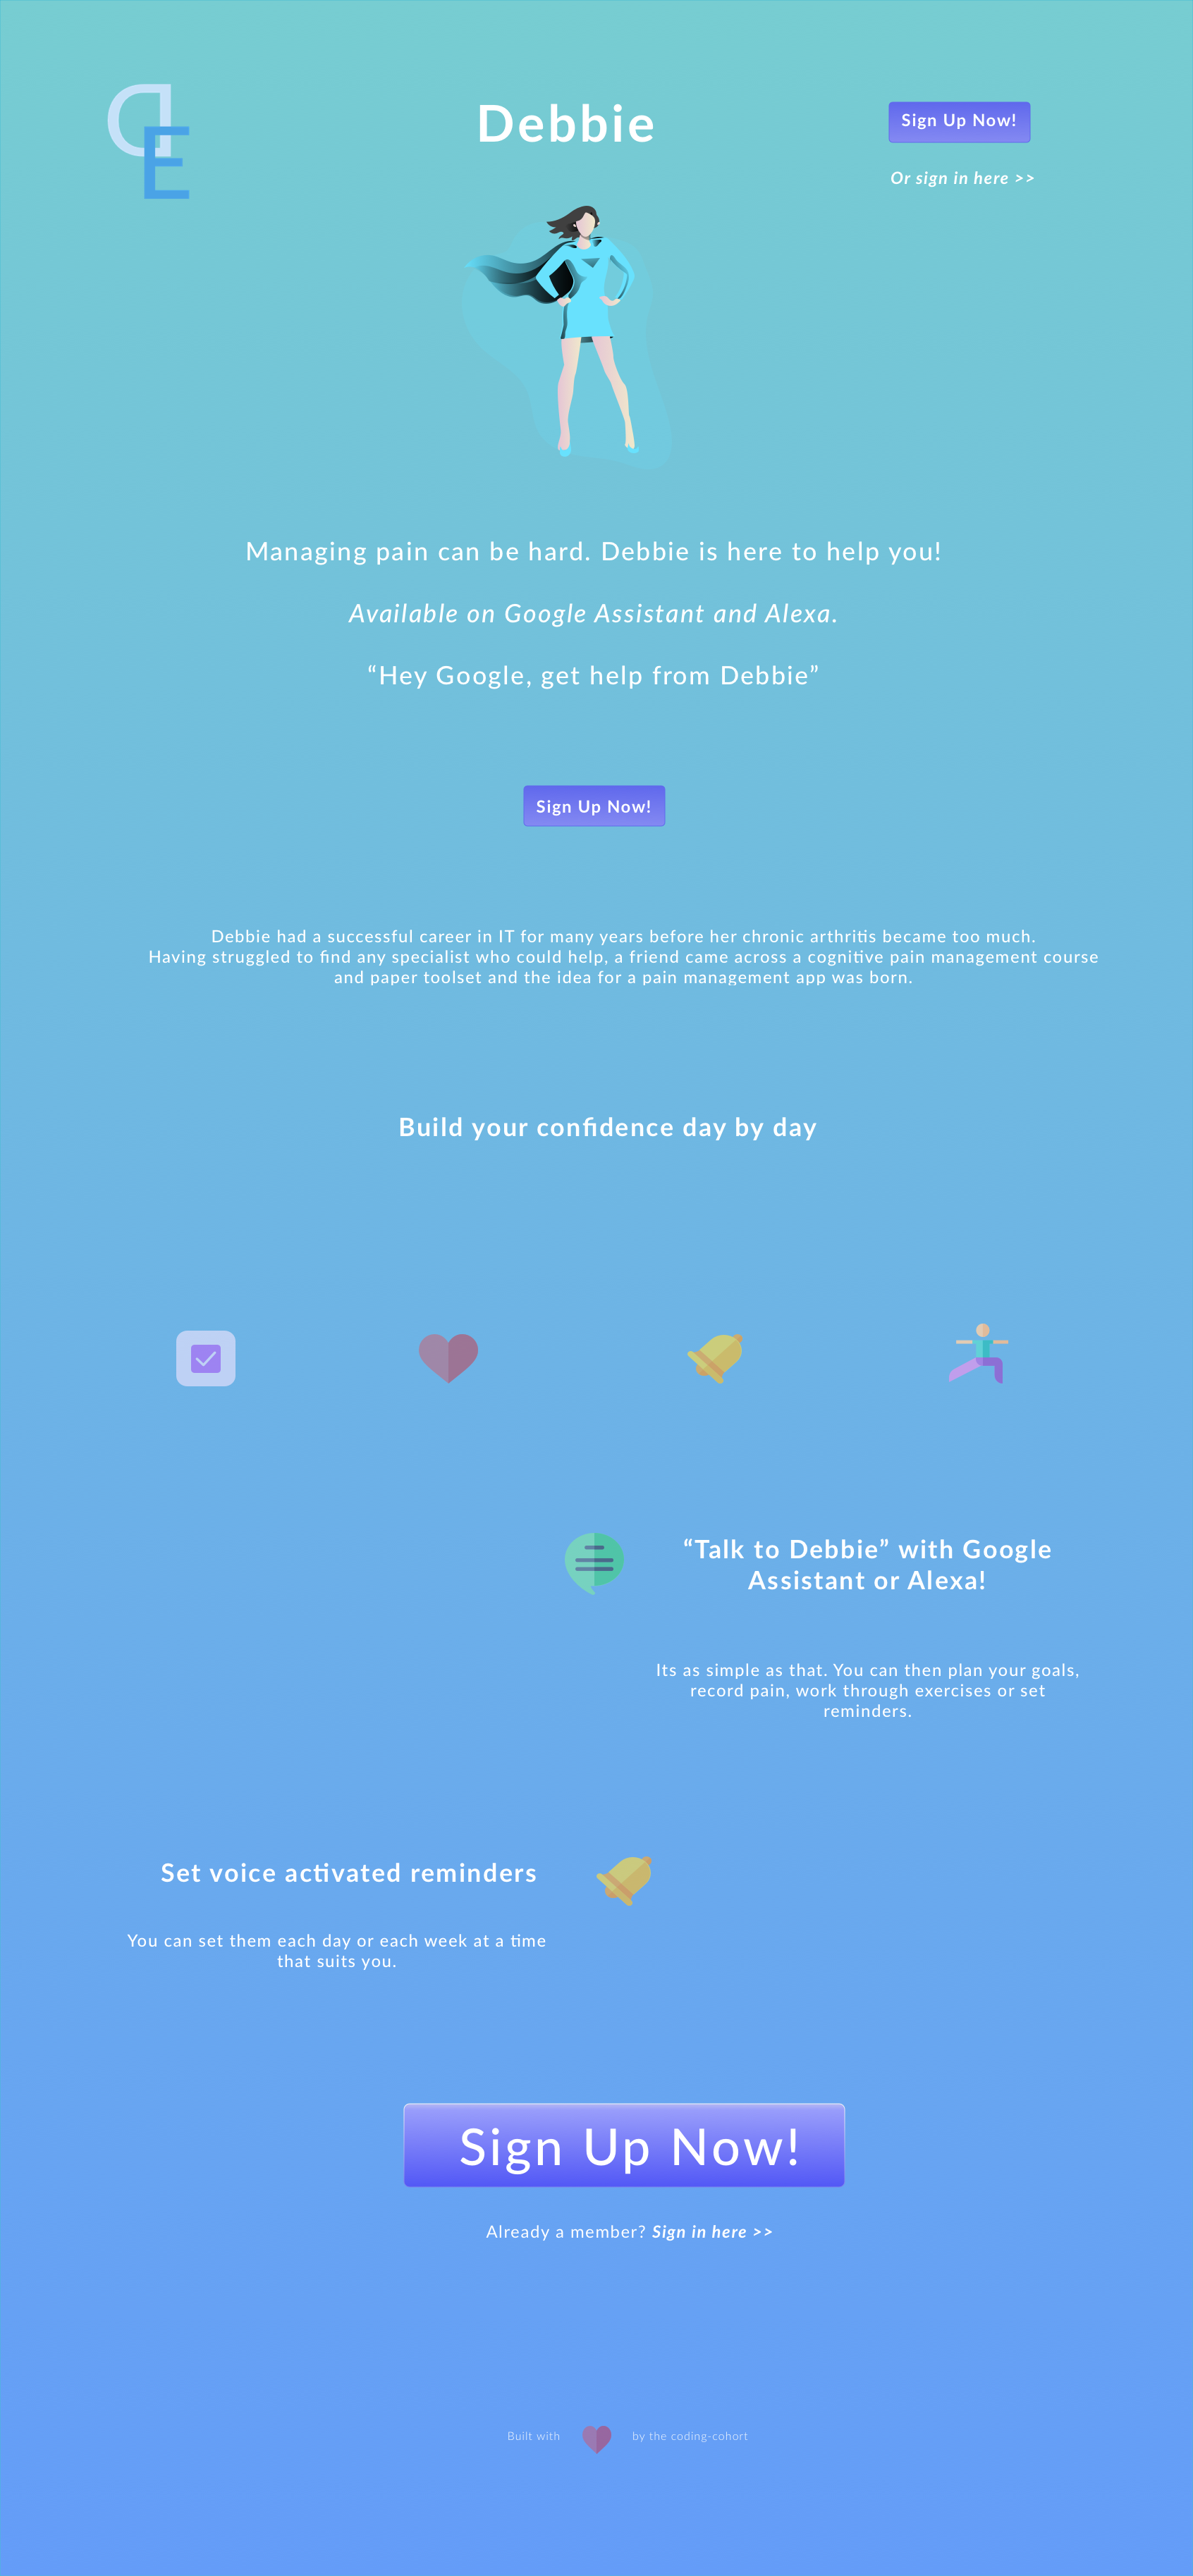 D
E
Debbie
Sign Up Now!
Or sign in here >>
Managing pain can be hard. Debbie is here to help you!
Available on Google Assistant and Alexa.
“Hey Google, get help from Debbie”
Sign Up Now!
Debbie had a successful career in IT for many years before her chronic arthritis became too much.
Having struggled to find any specialist who could help, a friend came across a cognitive pain management course
and paper toolset and the idea for a pain management app was born.
Build your confidence day by day
“Talk to Debbie” with Google
Assistant or Alexa!
Its as simple as that. You can then plan your goals,
record pain, work through exercises or set
reminders.
Set voice activated reminders
You can set them each day or each week at a time
that suits you.
Sign Up Now!
Already a member? Sign in here >>
Built with by the coding-cohort